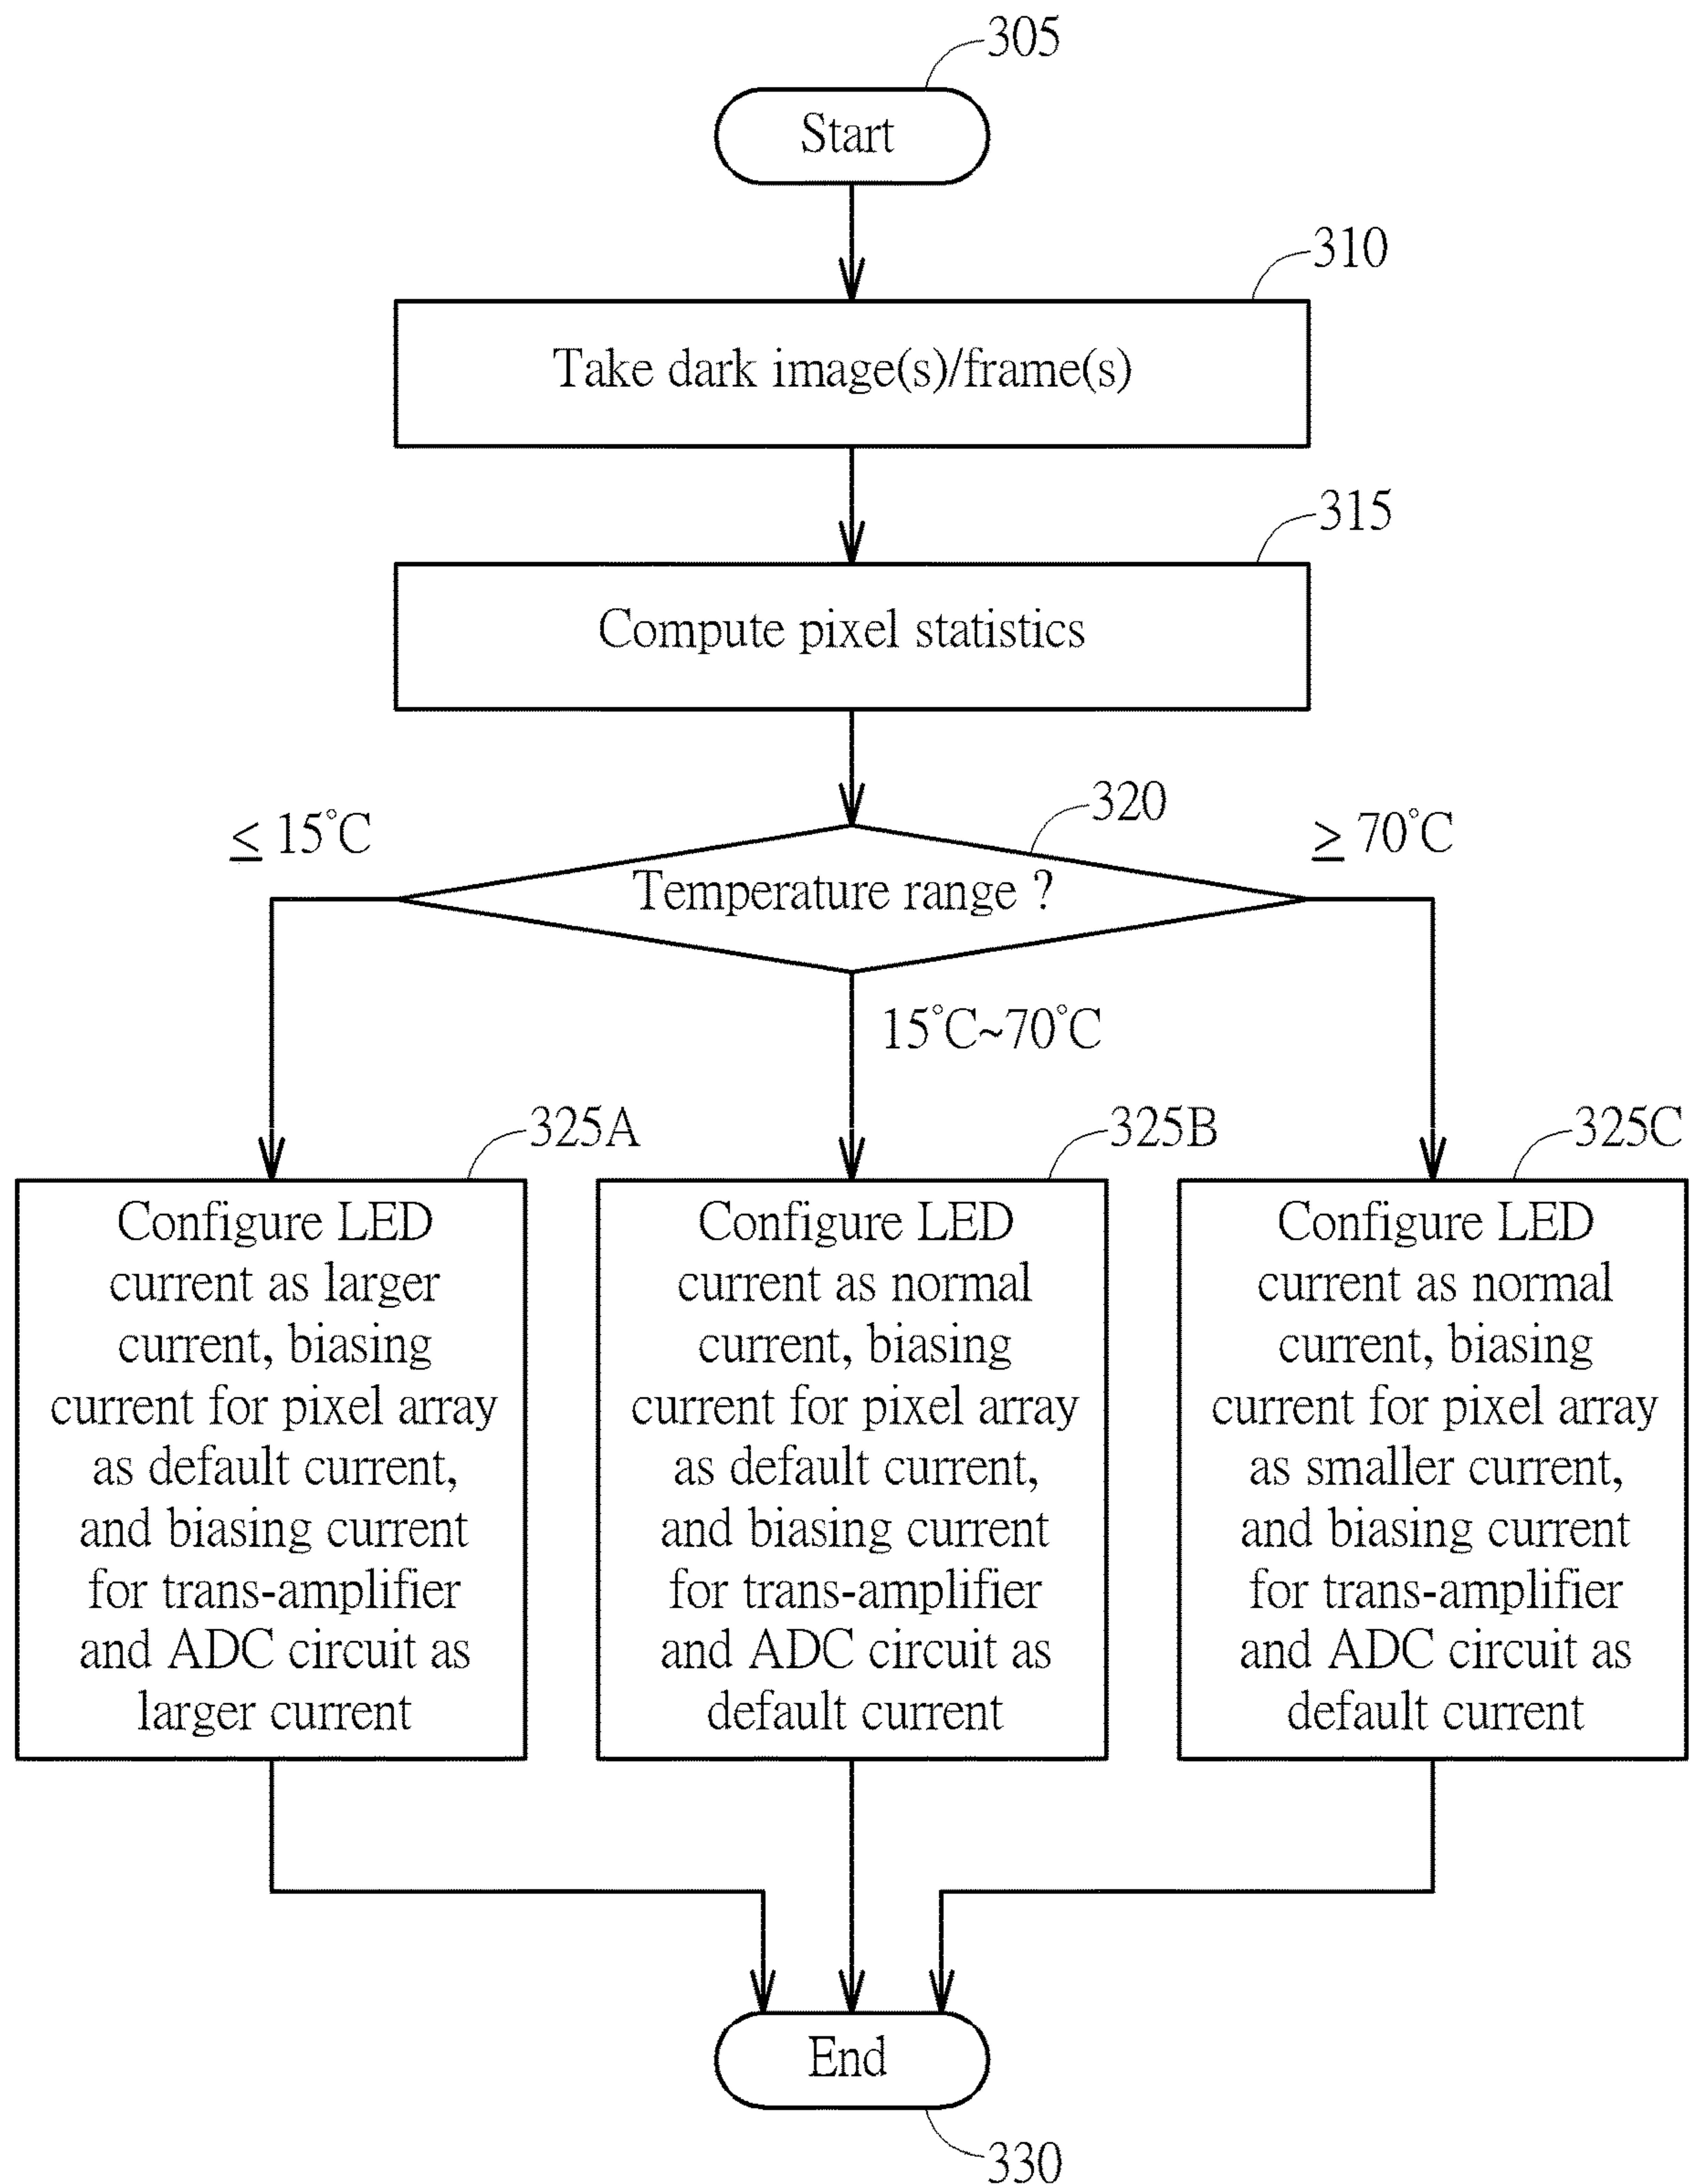 305
Start
310
Take dark image(s)/frame(s)
315
Compute pixel statistics
320
≤ 15°C
≥ 70°C
Temperature range ?
15°C~70°C
325A
Configure LED
current as larger
current, biasing
current for pixel array
as default current,
and biasing current
for trans-amplifier
and ADC circuit as
larger current
325B
Configure LED
current as normal
current, biasing
current for pixel array
as default current,
and biasing current
for trans-amplifier
and ADC circuit as
default current
325C
Configure LED
current as normal
current, biasing
current for pixel array
as smaller current,
and biasing current
for trans-amplifier
and ADC circuit as
default current
End
330